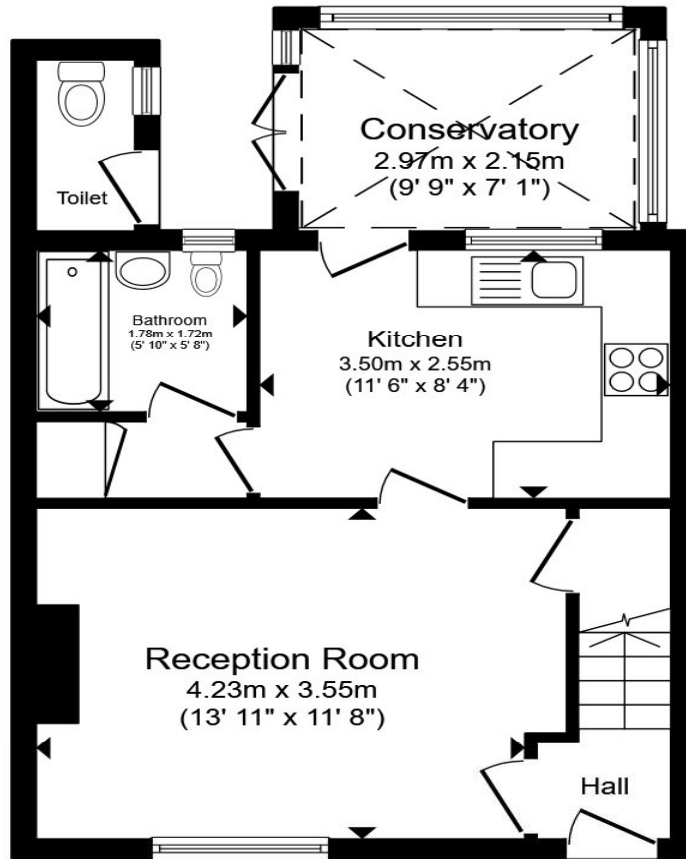 Conservatory
2.97m x 2.15m
(9' 9" x 7' 1")
Toilet
Bathroom
1.78m x 1.72m
(5' 10" x 5' 8")
Kitchen
3.50m x 2.55m
(11' 6" x 8' 4")
Reception Room
4.23m x 3.55m
(13' 11" x 11' 8")
Hall